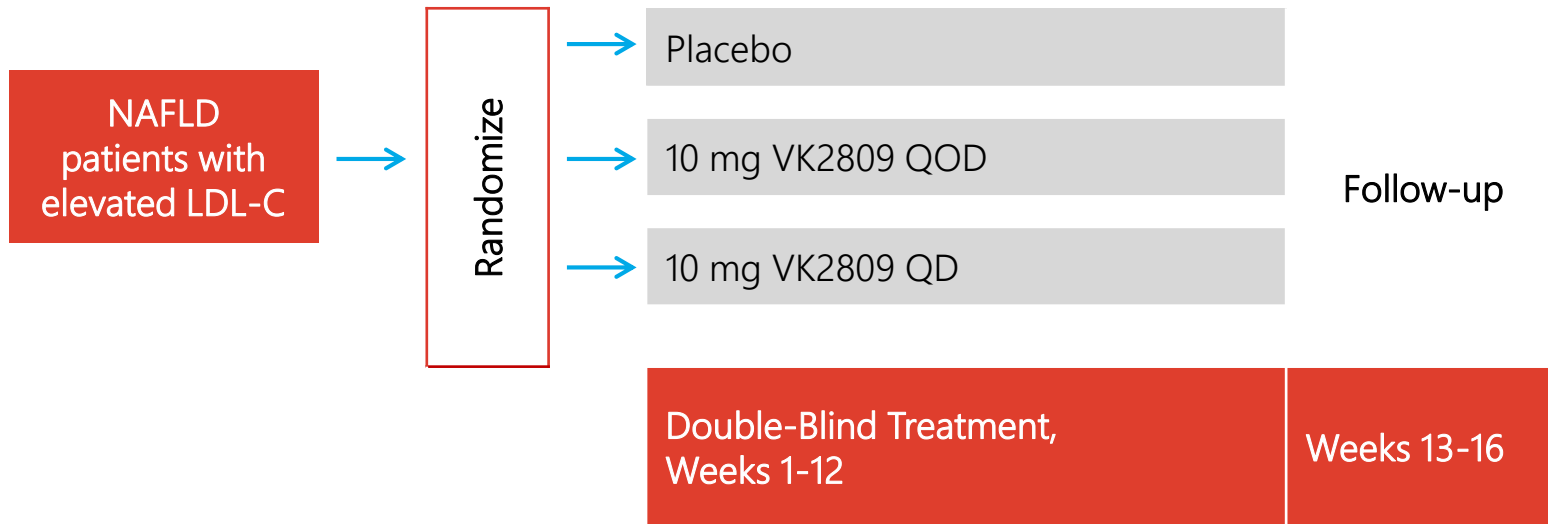 NAFLD
patients with
elevated LDL-C
Randomize
Placebo
10 mg VK2809 QOD
10 mg VK2809 QD
Follow-up
Double-Blind Treatment,
Weeks 1-12
Weeks 13-16